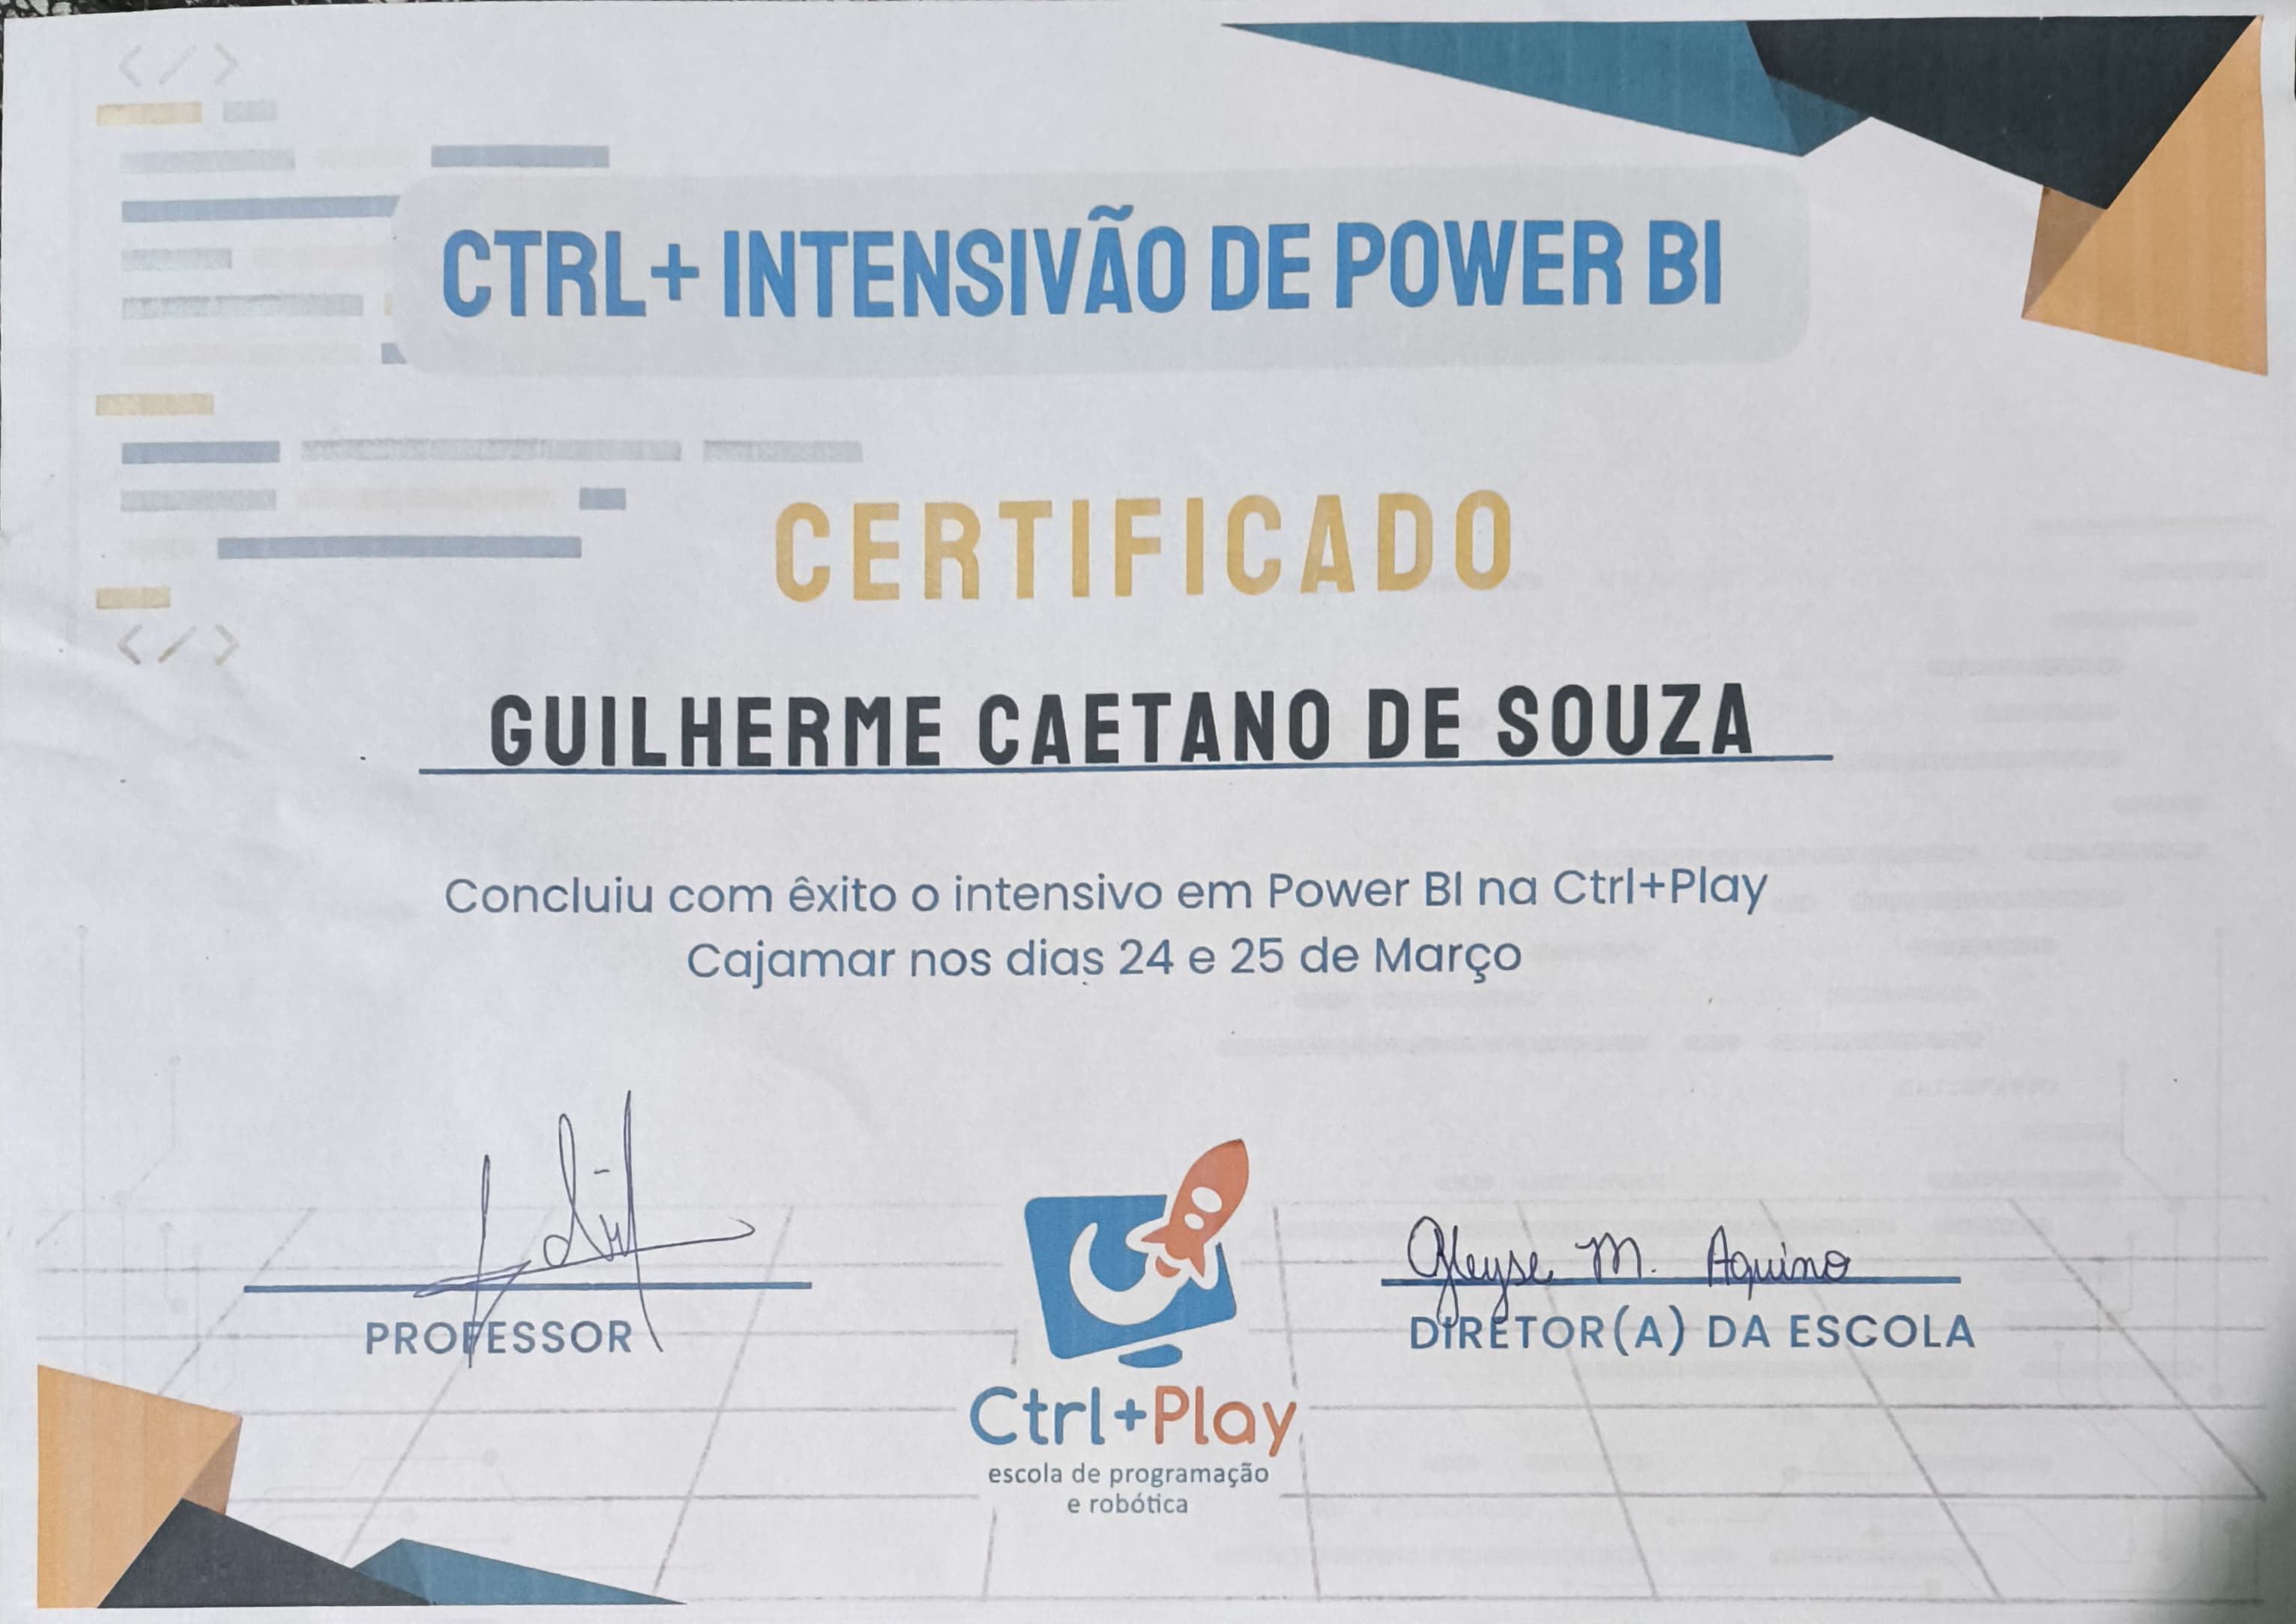 </>
CTRL+ INTENSIVÃO DE POWER BI
CERTIFICADO
</>
GUILHERME CAETANO DE SOUZA
Concluiu com êxito o intensivo em Power BI na Ctrl+Play
Cajamar nos dias 24 e 25 de Março
Gleyse M. Aquino
PROFESSOR
DIRETOR(A) DA ESCOLA
Ctrl+Play
escola de programação
e robótica